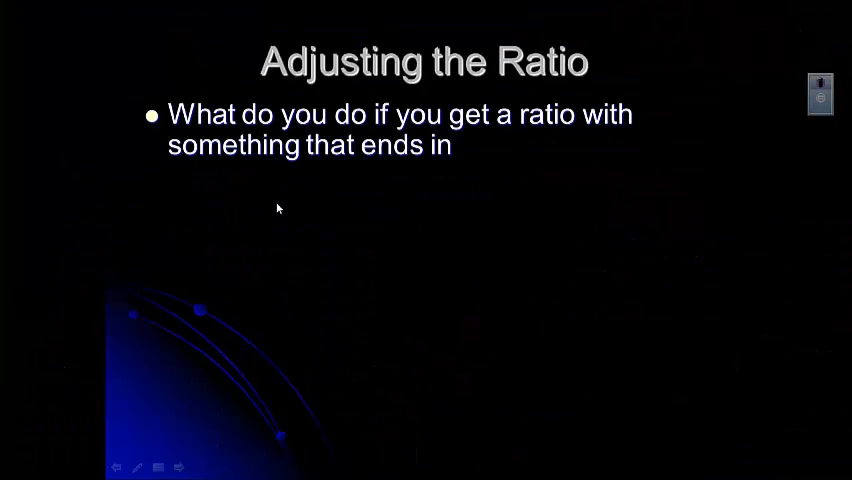 Adjusting the Ratio
What do you do if you get a ratio with
something that ends in